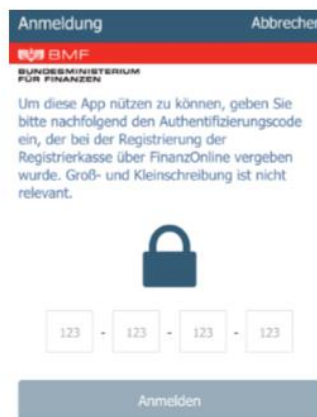 Anmeldung Abbrechen
BMF
BUNDESMINISTERIUM
FÜR FINANZEN
Um diese App nützen zu können, geben Sie
bitte nachfolgend den Authentifizierungscode
ein, der bei der Registrierung der
Registrierkasse über FinanzOnline vergeben
wurde. Groß- und Kleinschreibung ist nicht
relevant.
123 - 123 - 123 - 123
Anmelden